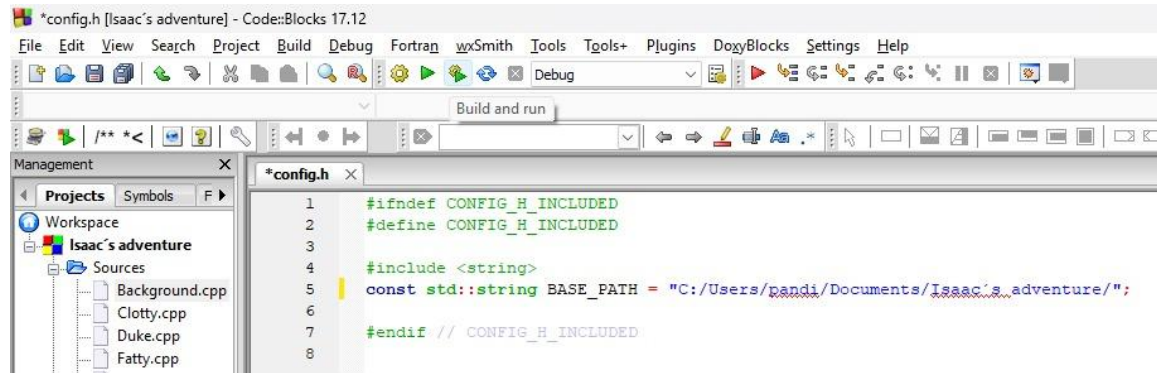 *config.h [Isaac´s adventure] - Code::Blocks 17.12
File Edit View Search Project Build Debug Fortran wxSmith Tools Tools+ Plugins DoxyBlocks Settings Help
Debug
Build and run
/** *<
Management X
*config.h ×
Projects Symbols F
Workspace
Isaac´s adventure
Sources
Background.cpp
Clotty.cpp
Duke.cpp
Fatty.cpp
1 #ifndef CONFIG_H_INCLUDED
2 #define CONFIG_H_INCLUDED
3
4 #include <string>
5 const std::string BASE_PATH = "C:/Users/pandi/Documents/Isaac´s adventure/";
6
7 #endif // CONFIG_H_INCLUDED
8